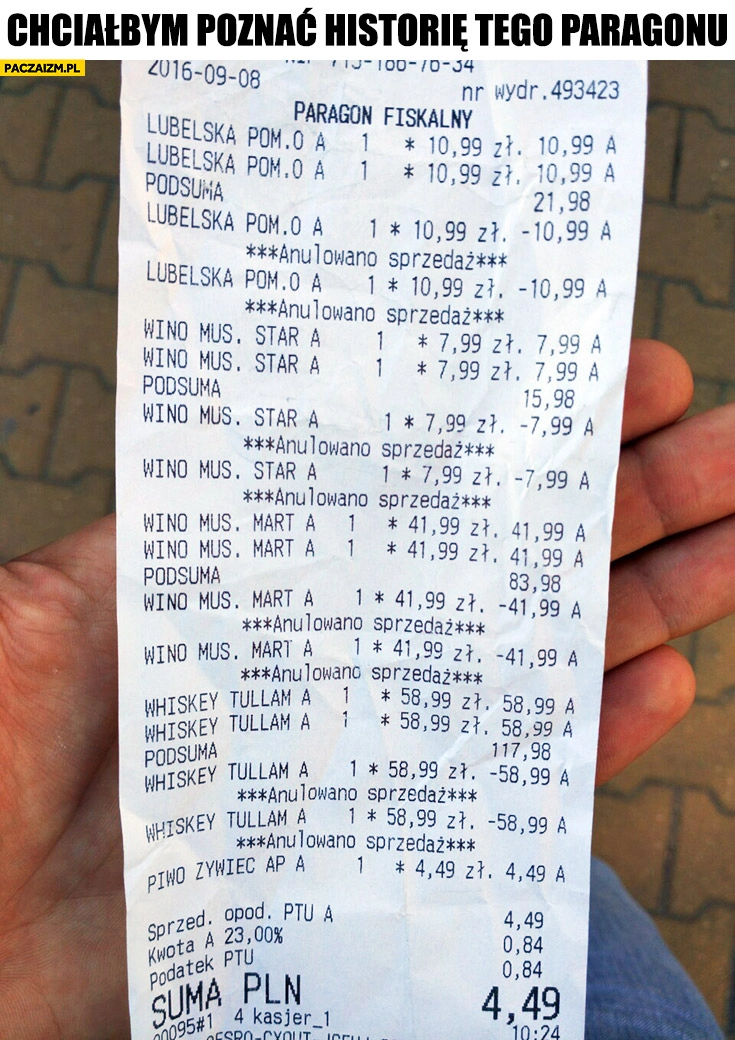 CHCIAŁBYM POZNAĆ HISTORIĘ TEGO PARAGONU
PACZAIZM.PL
2016-09-08
nr wydr.493423
PARAGON FISKALNY
LUBELSKA POM.O A 1 * 10,99 zł. 10,99 A
LUBELSKA POM.O A 1 * 10,99 zł. 10,99 A
PODSUMA 21,98
LUBELSKA POM.O A 1 * 10,99 zł. -10,99 A
***Anulowano sprzedaż***
LUBELSKA POM.O A 1 * 10,99 zł. -10,99 A
***Anulowano sprzedaż***
WINO MUS. STAR A 1 * 7,99 zł. 7,99 A
WINO MUS. STAR A 1 * 7,99 zł. 7,99 A
PODSUMA 15,98
WINO MUS. STAR A 1 * 7,99 zł. -7,99 A
***Anulowano sprzedaż***
WINO MUS. STAR A 1 * 7,99 zł. -7,99 A
***Anulowano sprzedaż***
WINO MUS. MART A 1 * 41,99 zł. 41,99 A
WINO MUS. MART A 1 * 41,99 zł. 41,99 A
PODSUMA 83,98
WINO MUS. MART A 1 * 41,99 zł. -41,99 A
***Anulowano sprzedaż***
WINO MUS. MART A 1 * 41,99 zł. -41,99 A
***Anulowano sprzedaż***
WHISKEY TULLAM A 1 * 58,99 zł. 58,99 A
WHISKEY TULLAM A 1 * 58,99 zł. 58,99 A
PODSUMA 117,98
WHISKEY TULLAM A 1 * 58,99 zł. -58,99 A
***Anulowano sprzedaż***
WHISKEY TULLAM A 1 * 58,99 zł. -58,99 A
***Anulowano sprzedaż***
PIWO ZYWIEC AP A 1 * 4,49 zł. 4,49 A
Sprzed. opod. PTU A 4,49
Kwota A 23,00% 0,84
Podatek PTU 0,84
SUMA PLN 4,49
00095#1 4 kasjer_1 10:24